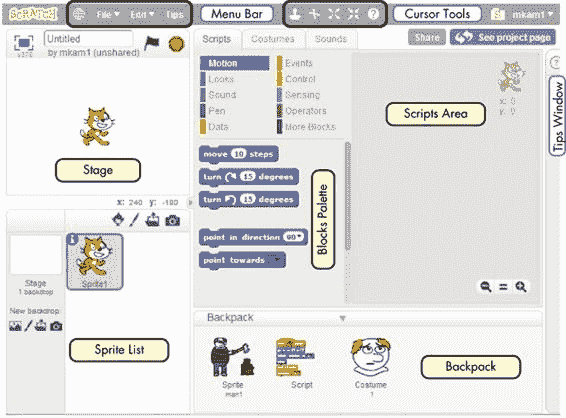 SCRATCH File Edit Tips Menu Bar Cursor Tools mkam1
Untitled
by mkam1 (unshared)
Scripts Costumes Sounds
Share See project page
Motion Events
Looks Control
Sound Sensing
Pen Operators
Data More Blocks
x: 0
y: 0
Scripts Area
Tips Window
Stage
x: 240 y: -180
move 10 steps
turn 15 degrees
turn 15 degrees
point in direction 90
point towards
Blocks Palette
Stage
1 backdrop
New backdrop:
Sprite1
Sprite List
Backpack
Sprite
Script
Costume
1
Backpack